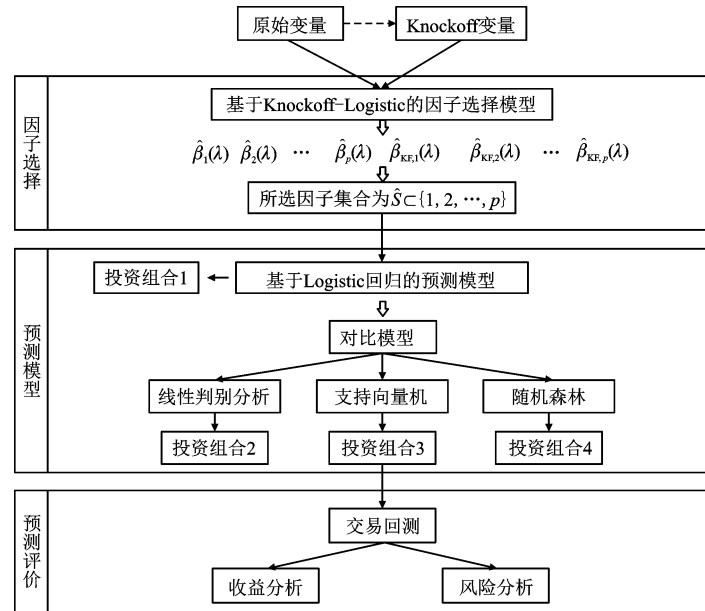 原始变量
Knockoff变量
因子选择
基于Knockoff-Logistic的因子选择模型
β̂₁(λ) β̂₂(λ) ⋯ β̂ₚ(λ) β̂_{KF,1}(λ) β̂_{KF,2}(λ) ⋯ β̂_{KF,p}(λ)
所选因子集合为Ŝ⊂{1, 2, ⋯, p}
预测模型
投资组合1
基于Logistic回归的预测模型
对比模型
线性判别分析
支持向量机
随机森林
投资组合2
投资组合3
投资组合4
预测评价
交易回测
收益分析
风险分析